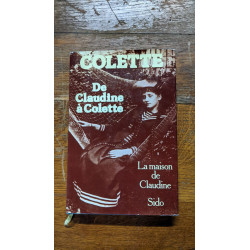 COLETTE
De
Claudine
à Colette
La maison
de
Claudine
Sido